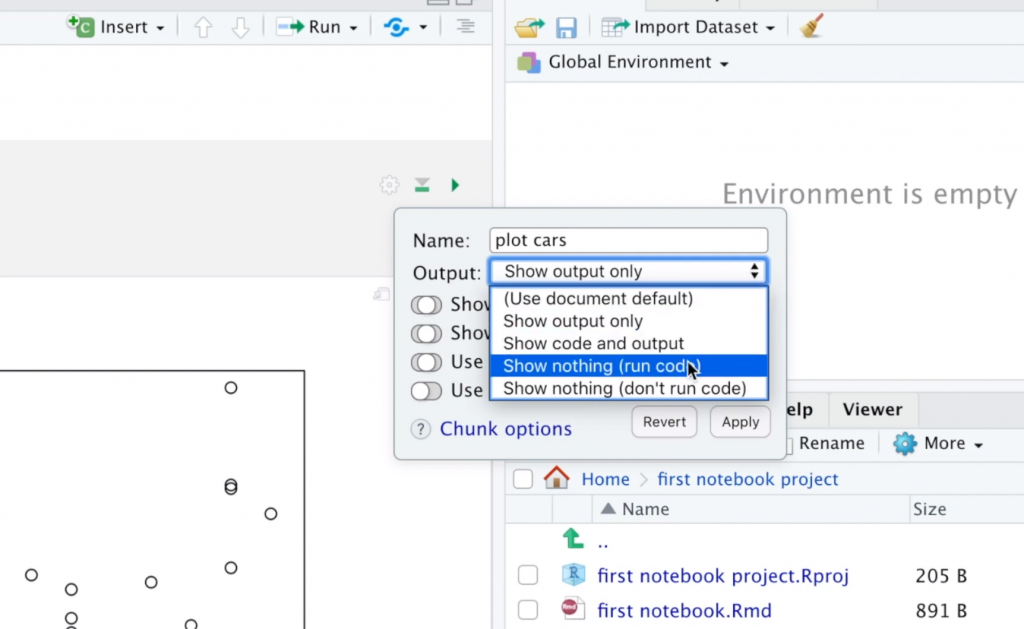 Insert
Run
Import Dataset
Global Environment
Environment is empty
Name: plot cars
Output: Show output only
(Use document default)
Show output only
Show code and output
Show nothing (run code)
Show nothing (don't run code)
Use
Use
? Chunk options
Revert
Apply
Viewer
Rename
More
Home > first notebook project
Name
Size
..
first notebook project.Rproj
205 B
first notebook.Rmd
891 B